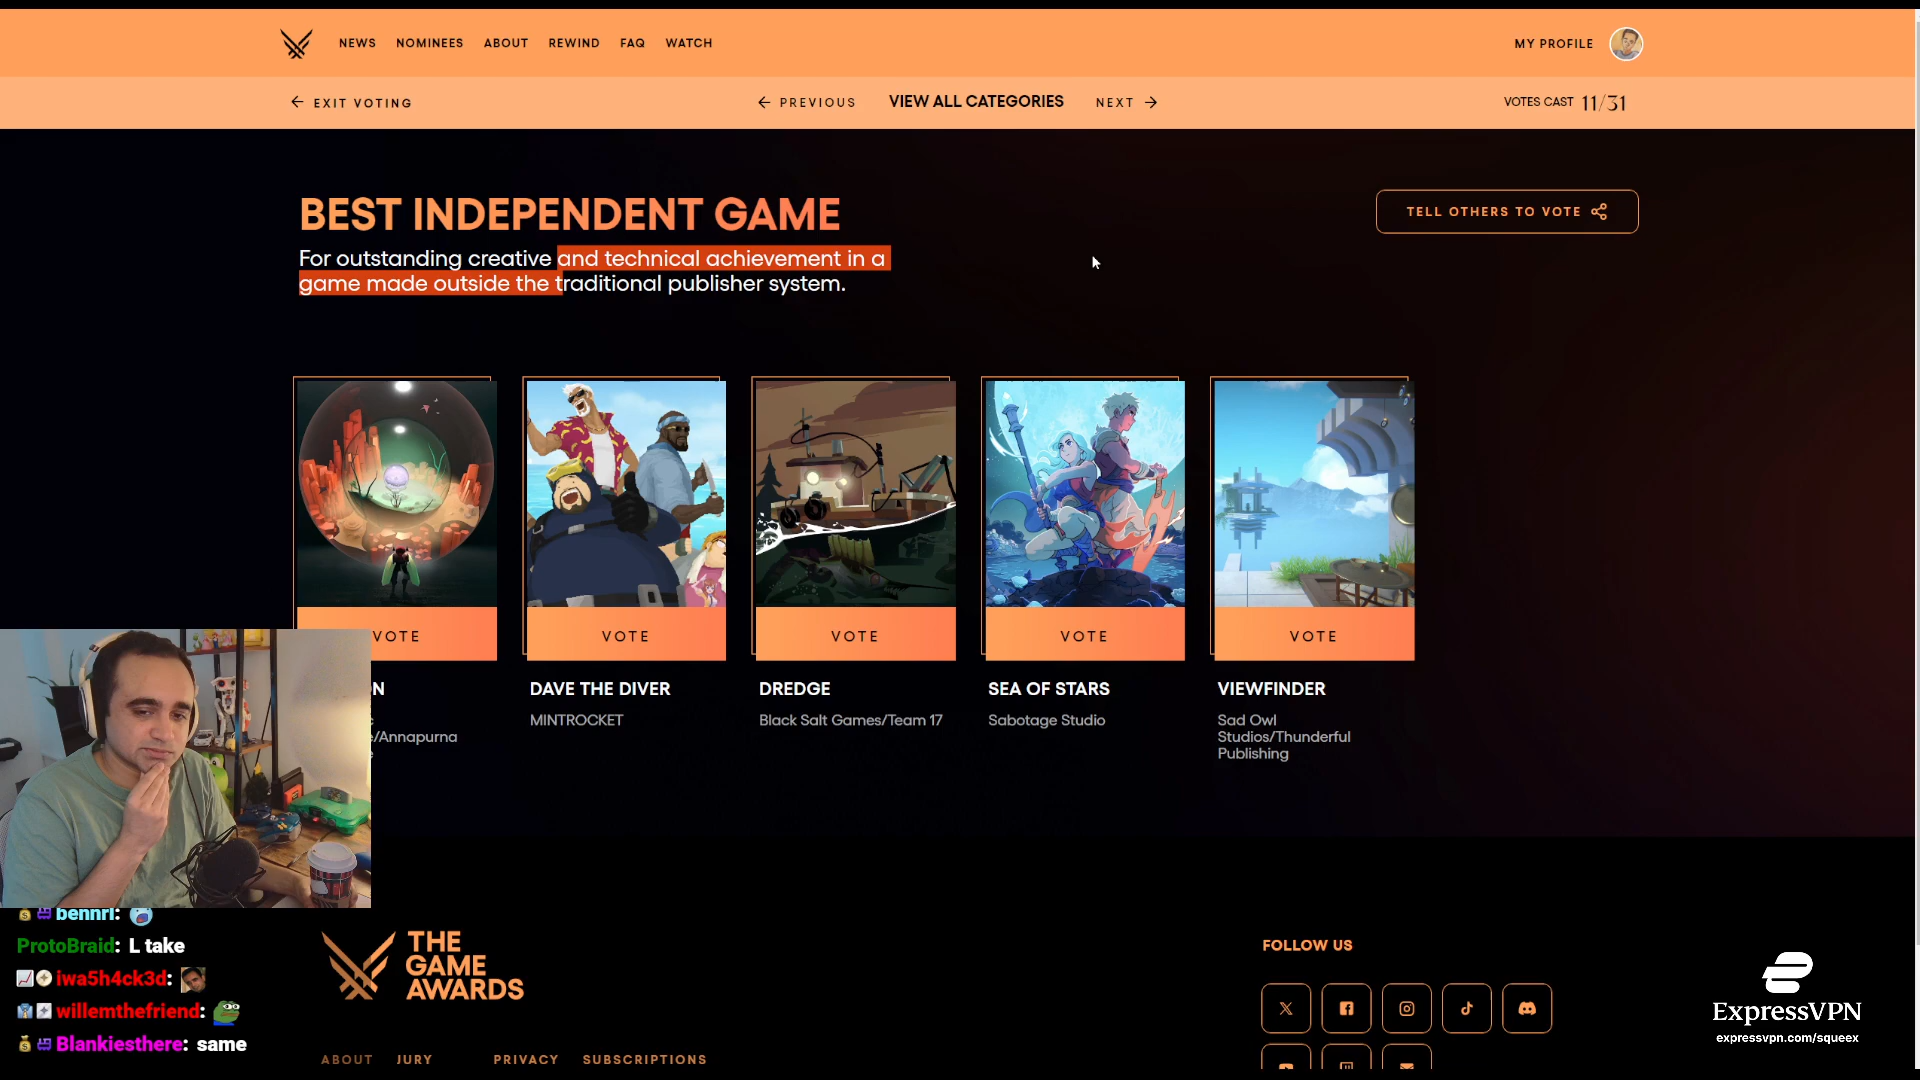 NEWS NOMINEES ABOUT REWIND FAQ WATCH
MY PROFILE
EXIT VOTING
PREVIOUS
VIEW ALL CATEGORIES
NEXT
VOTES CAST 11/31
BEST INDEPENDENT GAME
For outstanding creative and technical achievement in a
game made outside the traditional publisher system.
TELL OTHERS TO VOTE
VOTE
VOTE
VOTE
VOTE
VOTE
/Annapurna
DAVE THE DIVER
MINTROCKET
DREDGE
Black Salt Games/Team 17
SEA OF STARS
Sabotage Studio
VIEWFINDER
Sad Owl
Studios/Thunderful
Publishing
bennrl:
ProtoBraid: L take
iwa5h4ck3d:
willemthefriend:
Blankiesthere: same
THE
GAME
AWARDS
FOLLOW US
ABOUT JURY PRIVACY SUBSCRIPTIONS
ExpressVPN
expressvpn.com/squeex